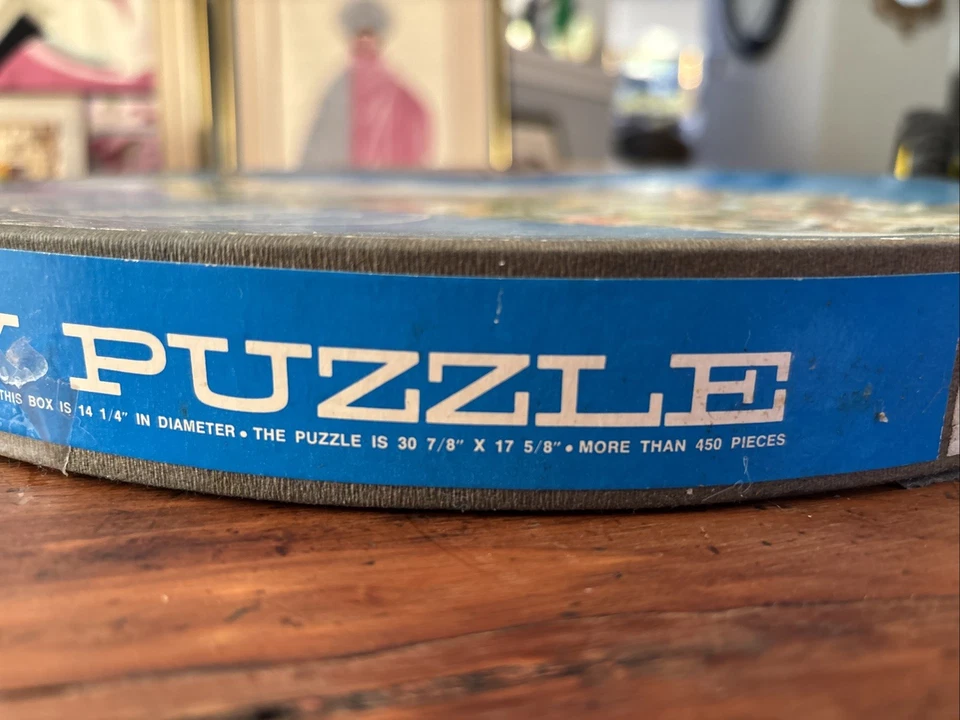 PUZZLE
THIS BOX IS 14 1/4" IN DIAMETER • THE PUZZLE IS 30 7/8" X 17 5/8" • MORE THAN 450 PIECES